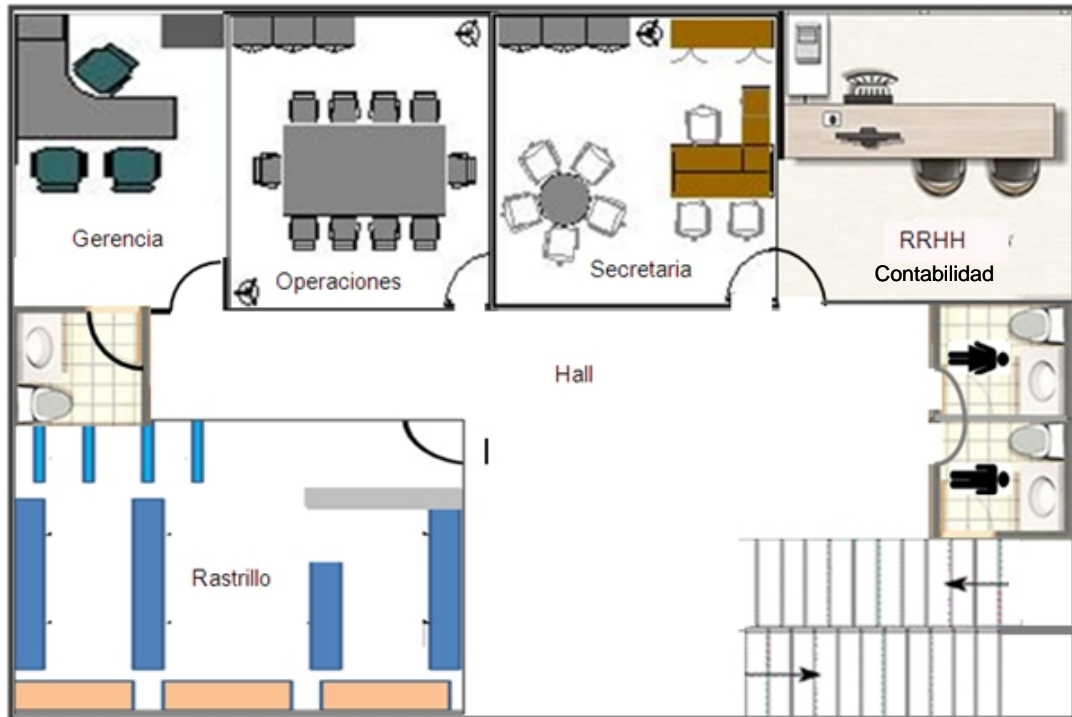 Gerencia
Operaciones
Secretaria
RRHH
Contabilidad
Hall
Rastrillo